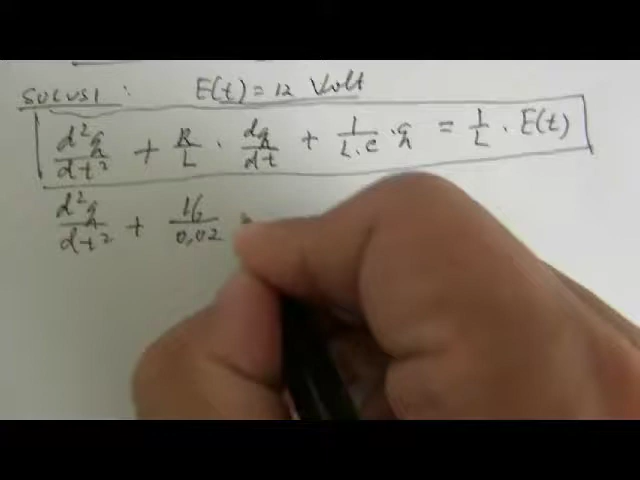 SOLUSI : E(t) = 12 Volt
d²q/dt² + R/L · dq/dt + 1/L.C · q = 1/L · E(t)
d²q/dt² + 16/0,02